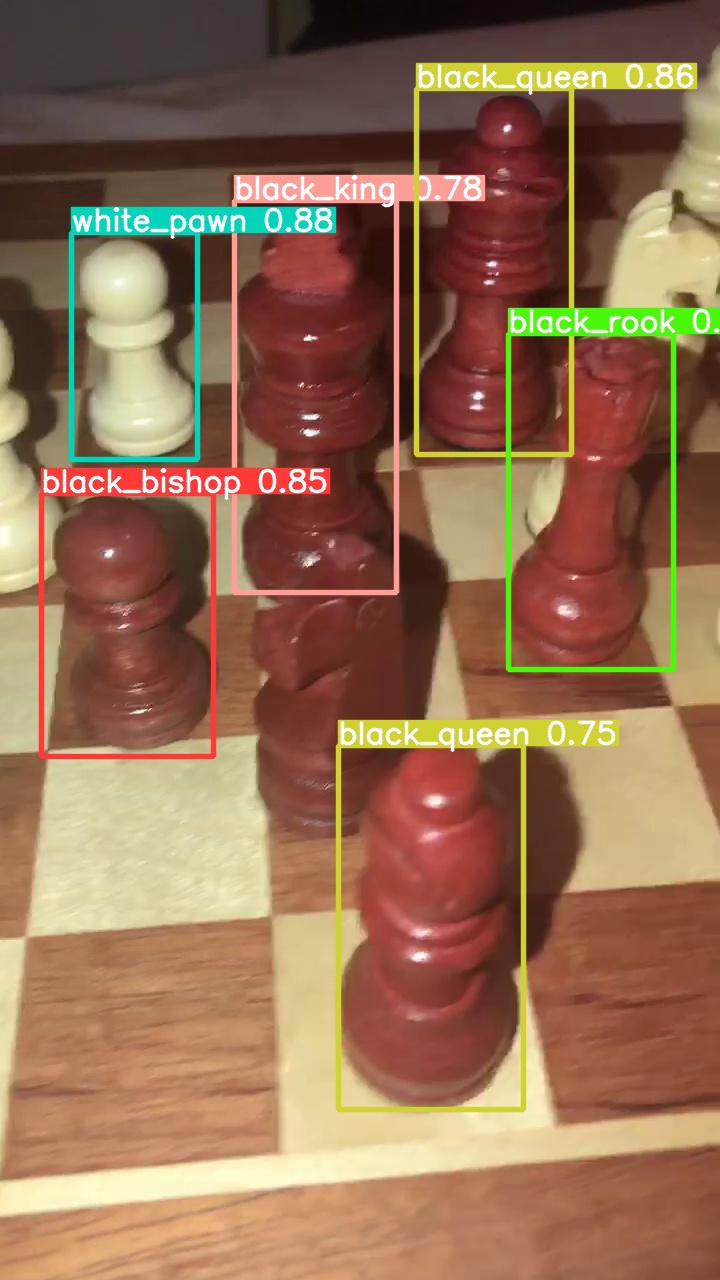 black_queen 0.86
black_king 0.78
white_pawn 0.88
black_rook 0.
black_bishop 0.85
black_queen 0.75